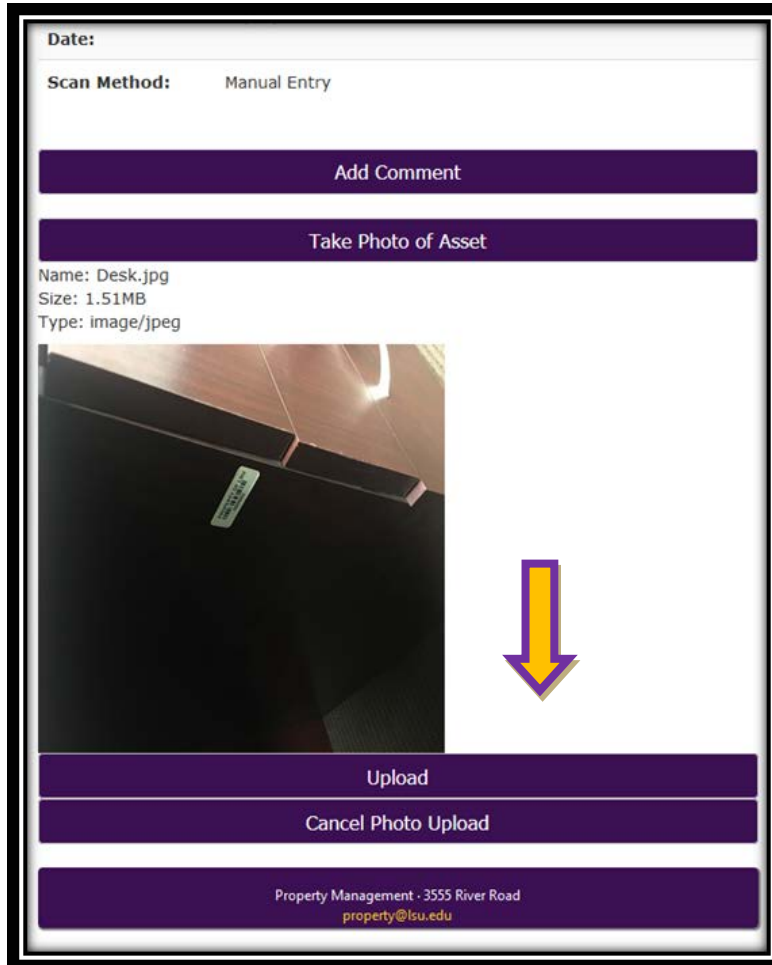 Date:
Scan Method: Manual Entry
Add Comment
Take Photo of Asset
Name: Desk.jpg
Size: 1.51MB
Type: image/jpeg
Upload
Cancel Photo Upload
Property Management · 3555 River Road
property@lsu.edu